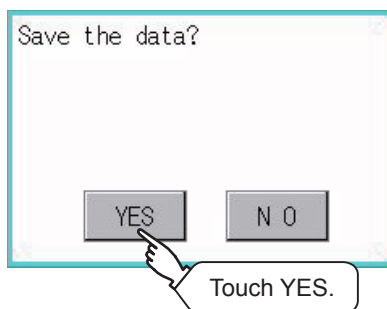 Save the data?
YES
N O
Touch YES.